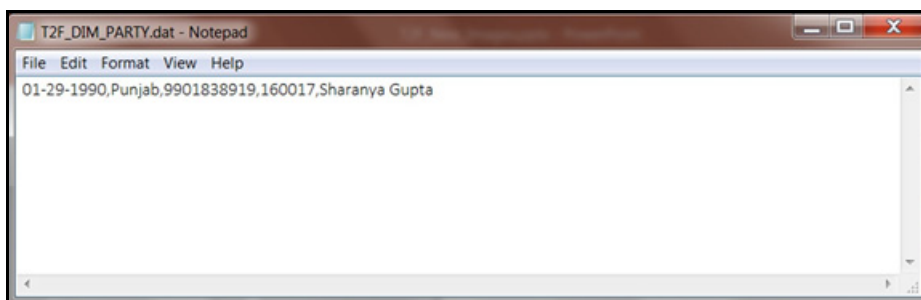 T2F_DIM_PARTY.dat - Notepad
File Edit Format View Help
01-29-1990,Punjab,9901838919,160017,Sharanya Gupta